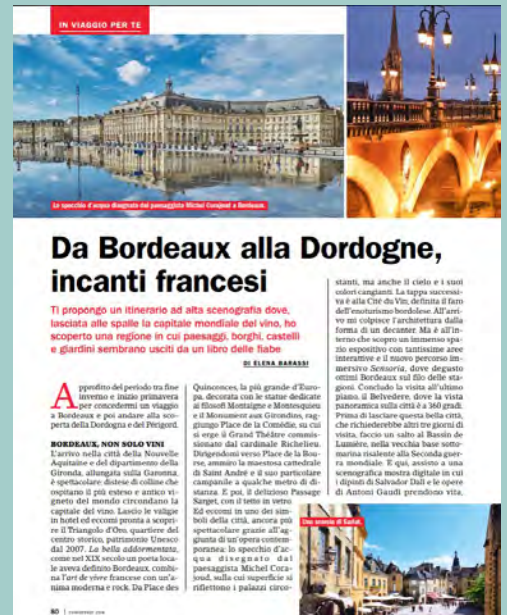 IN VIAGGIO PER TE
Lo specchio d'acqua disegnato dal paesaggista Michel Corajoud a Bordeaux.
Da Bordeaux alla Dordogne,
incanti francesi
Ti propongo un itinerario ad alta scenografia dove,
lasciata alle spalle la capitale mondiale del vino, ho
scoperto una regione in cui paesaggi, borghi, castelli
e giardini sembrano usciti da un libro delle fiabe
DI ELENA BARASSI
Approfitto del periodo tra fine
inverno e inizio primavera
per concedermi un viaggio
a Bordeaux e poi andare alla sco-
perta della Dordogna e del Périgord.
BORDEAUX, NON SOLO VINI
L'arrivo nella città della Nouvelle
Aquitaine e del dipartimento della
Gironda, allungata sulla Garonna,
è spettacolare: distese di colline che
ospitano il più esteso e antico vi-
gneto del mondo circondano la
capitale del vino. Lascio le valigie
in hotel ed eccomi pronta a scopri-
re il Triangolo d'Oro, quartiere del
centro storico, patrimonio Unesco
dal 2007. La bella addormentata,
come nel XIX secolo un poeta loca-
le aveva definito Bordeaux, combi-
na l'art de vivre francese con un'a-
nima moderna e rock. Da Place des
Quinconces, la più grande d'Euro-
pa, decorata con le statue dedicate
ai filosofi Montaigne e Montesquieu
e il Monument aux Girondins, rag-
giungo Place de la Comédie, su cui
si erge il Grand Théâtre commis-
sionato dal cardinale Richelieu.
Dirigendomi verso Place de la Bour-
se, ammiro la maestosa cattedrale
di Saint André e il suo particolare
campanile a qualche metro di di-
stanza. E poi, il delizioso Passage
Sarget, con il tetto in vetro.
Ed eccomi in uno dei sim-
boli della città, ancora più
spettacolare grazie all'ag-
giunta di un'opera contem-
poranea: lo specchio d'ac-
qua disegnato dal
paesaggista Michel Cora-
joud, sulla cui superficie si
riflettono i palazzi circo-
stanti, ma anche il cielo e i suoi
colori cangianti. La tappa successi-
va è alla Cité du Vin, definita il faro
dell'enoturismo bordolese. All'arri-
vo mi colpisce l'architettura dalla
forma di un decanter. Ma è all'in-
terno che scopro un immenso spa-
zio espositivo con tantissime aree
interattive e il nuovo percorso im-
mersivo Sensoria, dove degusto
ottimi Bordeaux sul filo delle sta-
gioni. Concludo la visita all'ultimo
piano, il Belvedere, dove la vista
panoramica sulla città è a 360 gradi.
Prima di lasciare questa bella città,
che richiederebbe altri tre giorni di
visita, faccio un salto al Bassin de
Lumière, nella vecchia base sotto-
marina risalente alla Seconda guer-
ra mondiale. E qui, assisto a una
scenografica mostra digitale in cui
i dipinti di Salvador Dalí e le opere
di Antoni Gaudí prendono vita,
Uno scorcio di Sarlat.
80